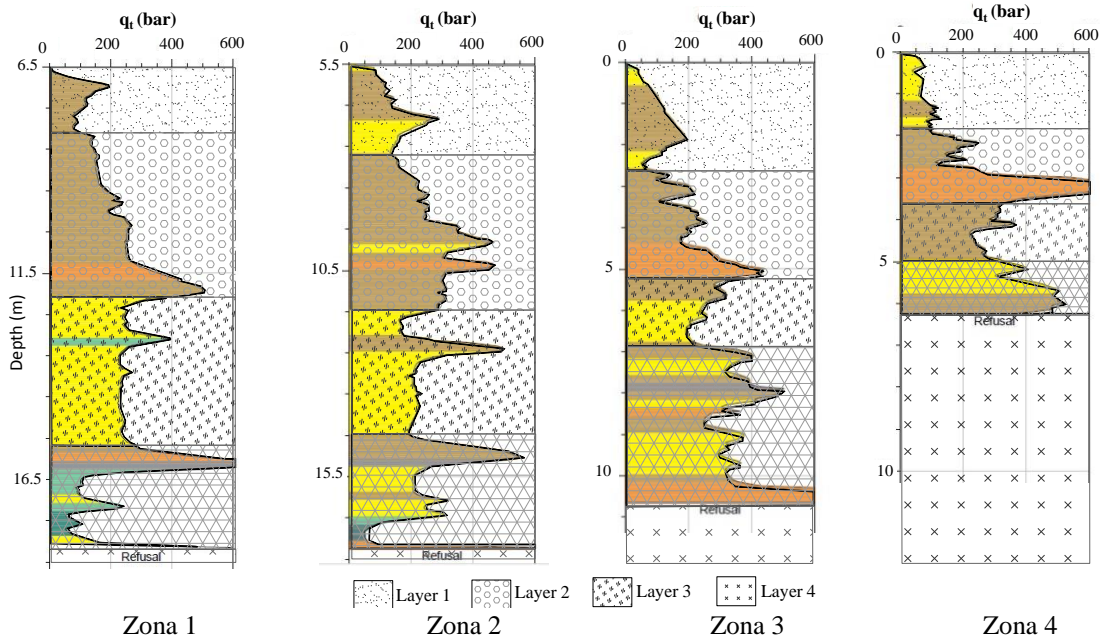 qt (bar)
0 200 400 600
6.5
11.5
16.5
Depth (m)
Refusal
qt (bar)
0 200 400 600
5.5
10.5
15.5
Refusal
qt (bar)
0 200 400 600
0
5
10
Refusal
qt (bar)
0 200 400 600
0
5
10
Refusal
Layer 1 Layer 2 Layer 3 Layer 4
Zona 1 Zona 2 Zona 3 Zona 4